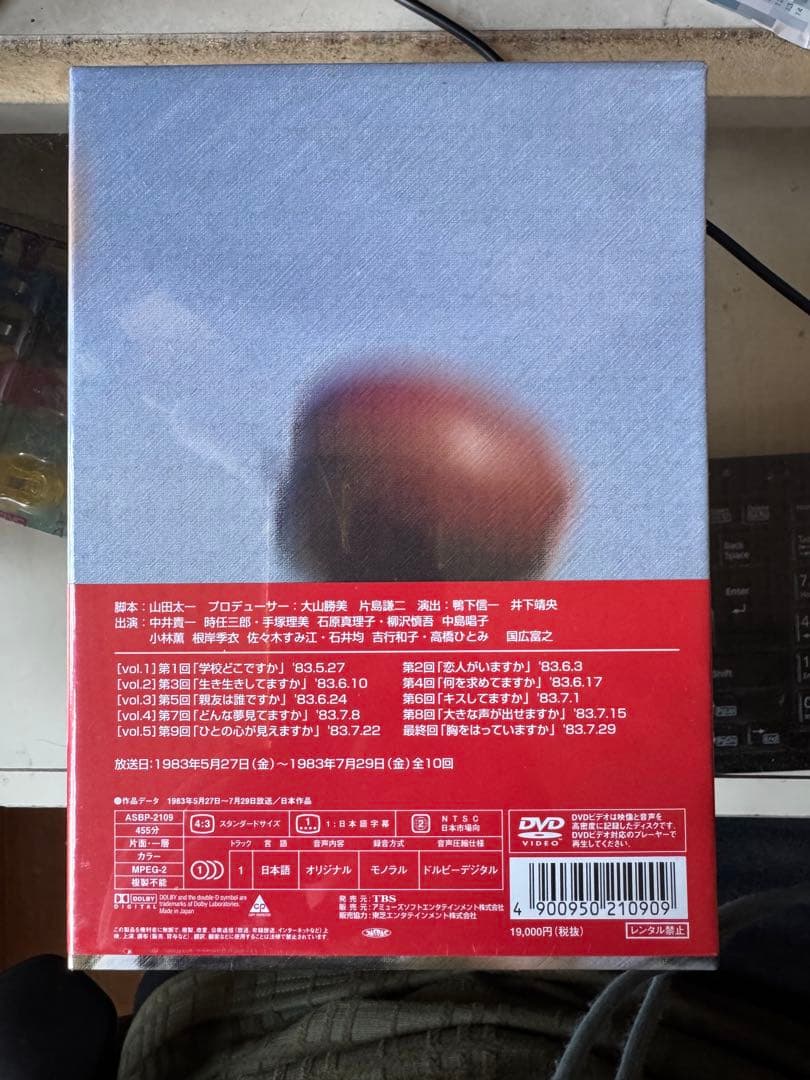 脚本：山田太一　プロデューサー：大山勝美　片島謙二　演出：鴨下信一　井下靖央
出演：中井貴一　時任三郎・手塚理美　石原真理子・柳沢慎吾　中島唱子
小林薫　根岸季衣　佐々木すみ江・石井均　吉行和子・高橋ひとみ　国広富之
[vol.1] 第1回「学校どこですか」 '83.5.27　第2回「恋人がいますか」 '83.6.3
[vol.2] 第3回「生き生きしてますか」 '83.6.10　第4回「何を求めてますか」 '83.6.17
[vol.3] 第5回「親友は誰ですか」 '83.6.24　第6回「キスしてますか」 '83.7.1
[vol.4] 第7回「どんな夢見てますか」 '83.7.8　第8回「大きな声が出せますか」 '83.7.15
[vol.5] 第9回「ひとの心が見えますか」 '83.7.22　最終回「胸をはっていますか」 '83.7.29
放送日：1983年5月27日(金)～1983年7月29日(金) 全10回
●作品データ　1983年5月27日～7月29日放送／日本作品
ASBP-2109
455分
片面・一層
カラー
MPEG-2
複製不能
4:3 スタンダードサイズ
1 1：日本語字幕
2 NTSC 日本市場向
トラック 言語 音声内容 録音方式 音声圧縮仕様
1 日本語 オリジナル モノラル ドルビーデジタル
DVD VIDEO
DVDビデオは映像と音声を
高密度に記録したディスクです。
DVDビデオ対応のプレーヤーで
再生してください。
DOLBY DIGITAL
DOLBY and the double-D symbol are
trademarks of Dolby Laboratories.
Made in Japan
発売元：TBS
販売元：アミューズソフトエンタテインメント株式会社
販売協力：東芝エンタテインメント株式会社
4 900950 210909
19,000円(税抜)
レンタル禁止
Back Space
Enter
Shift
End